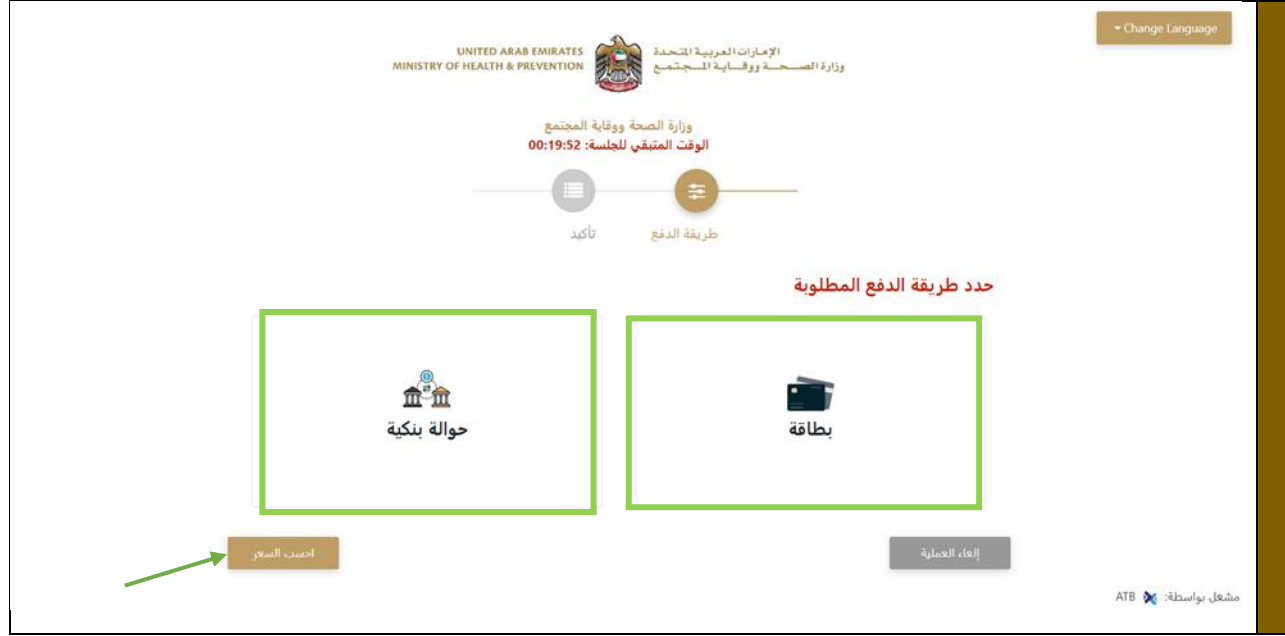 Change Language
UNITED ARAB EMIRATES
MINISTRY OF HEALTH & PREVENTION
الإمارات العربية المتحدة
وزارة الصحة ووقاية المجتمع
وزارة الصحة ووقاية المجتمع
الوقت المتبقي للجلسة: 00:19:52
طريقة الدفع
تأكيد
حدد طريقة الدفع المطلوبة
بطاقة
حوالة بنكية
إلغاء العملية
احسب السعر
مشغل بواسطة: ATB